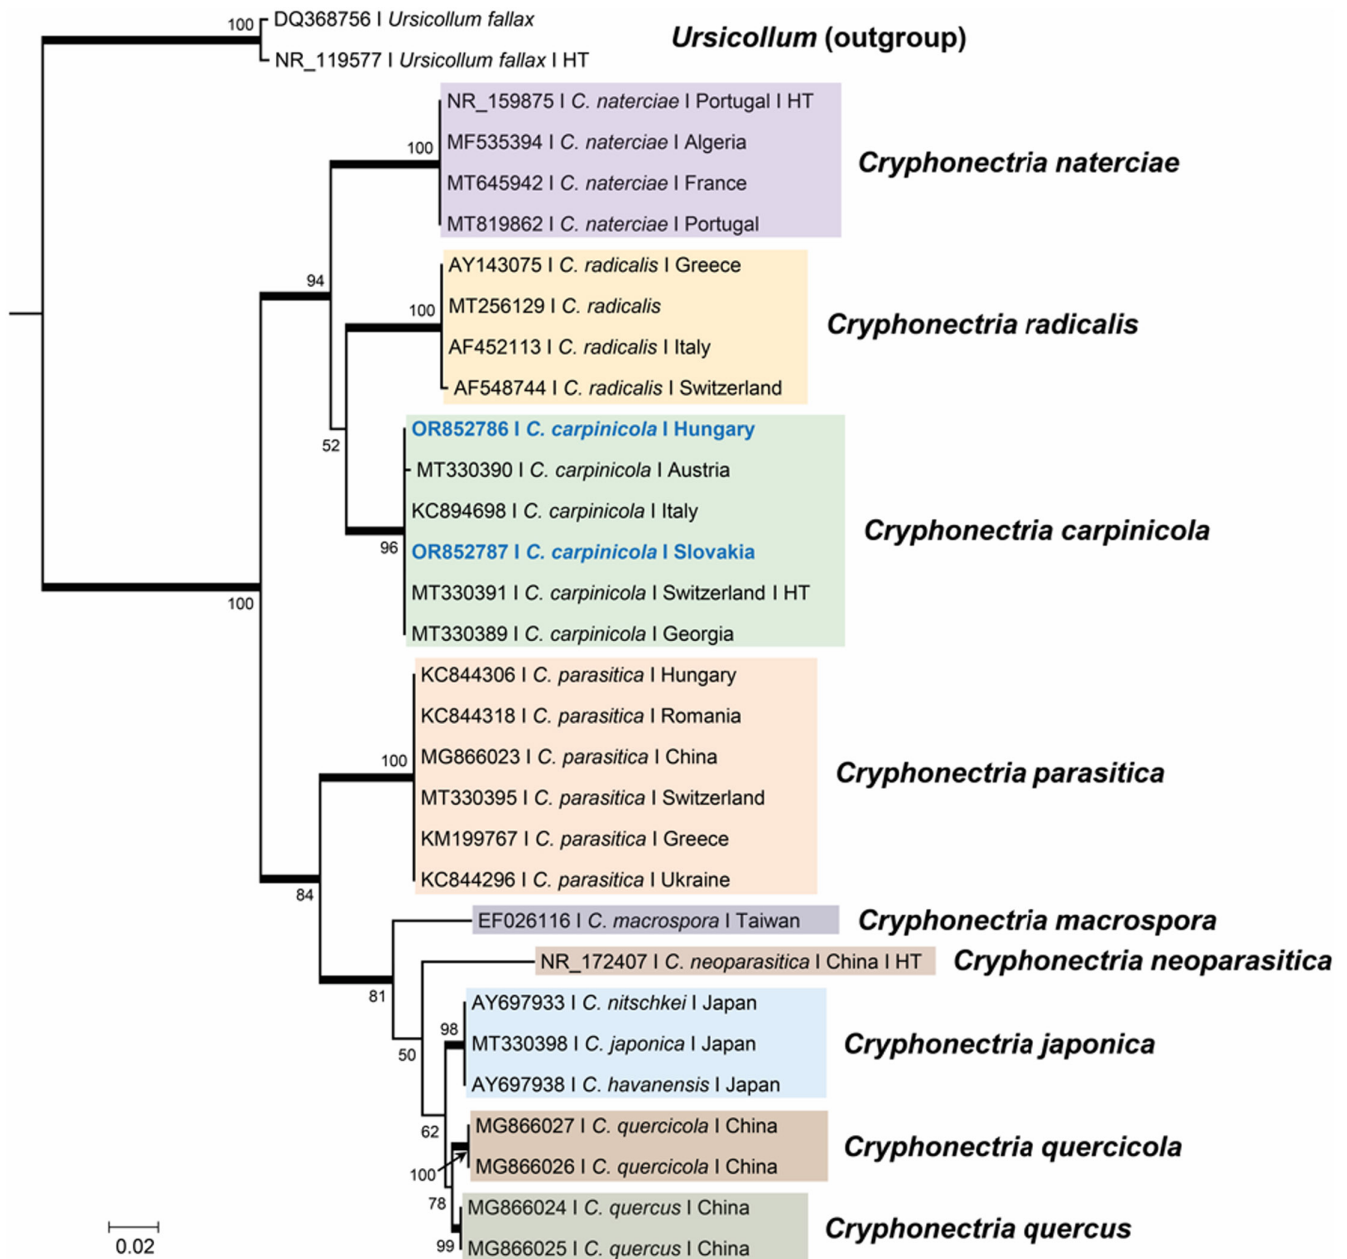 100
DQ368756 I Ursicollum fallax
NR_119577 I Ursicollum fallax I HT
Ursicollum (outgroup)
NR_159875 I C. naterciae I Portugal I HT
MF535394 I C. naterciae I Algeria
MT645942 I C. naterciae I France
MT819862 I C. naterciae I Portugal
100
Cryphonectria naterciae
94
AY143075 I C. radicalis I Greece
MT256129 I C. radicalis
AF452113 I C. radicalis I Italy
AF548744 I C. radicalis I Switzerland
100
Cryphonectria radicalis
52
OR852786 I C. carpinicola I Hungary
MT330390 I C. carpinicola I Austria
KC894698 I C. carpinicola I Italy
OR852787 I C. carpinicola I Slovakia
MT330391 I C. carpinicola I Switzerland I HT
MT330389 I C. carpinicola I Georgia
96
Cryphonectria carpinicola
100
KC844306 I C. parasitica I Hungary
KC844318 I C. parasitica I Romania
MG866023 I C. parasitica I China
MT330395 I C. parasitica I Switzerland
KM199767 I C. parasitica I Greece
KC844296 I C. parasitica I Ukraine
100
Cryphonectria parasitica
84
EF026116 I C. macrospora I Taiwan
Cryphonectria macrospora
81
NR_172407 I C. neoparasitica I China I HT
Cryphonectria neoparasitica
50
AY697933 I C. nitschkei I Japan
MT330398 I C. japonica I Japan
AY697938 I C. havanensis I Japan
98
Cryphonectria japonica
62
MG866027 I C. quercicola I China
MG866026 I C. quercicola I China
100
Cryphonectria quercicola
78
MG866024 I C. quercus I China
MG866025 I C. quercus I China
99
Cryphonectria quercus
0.02